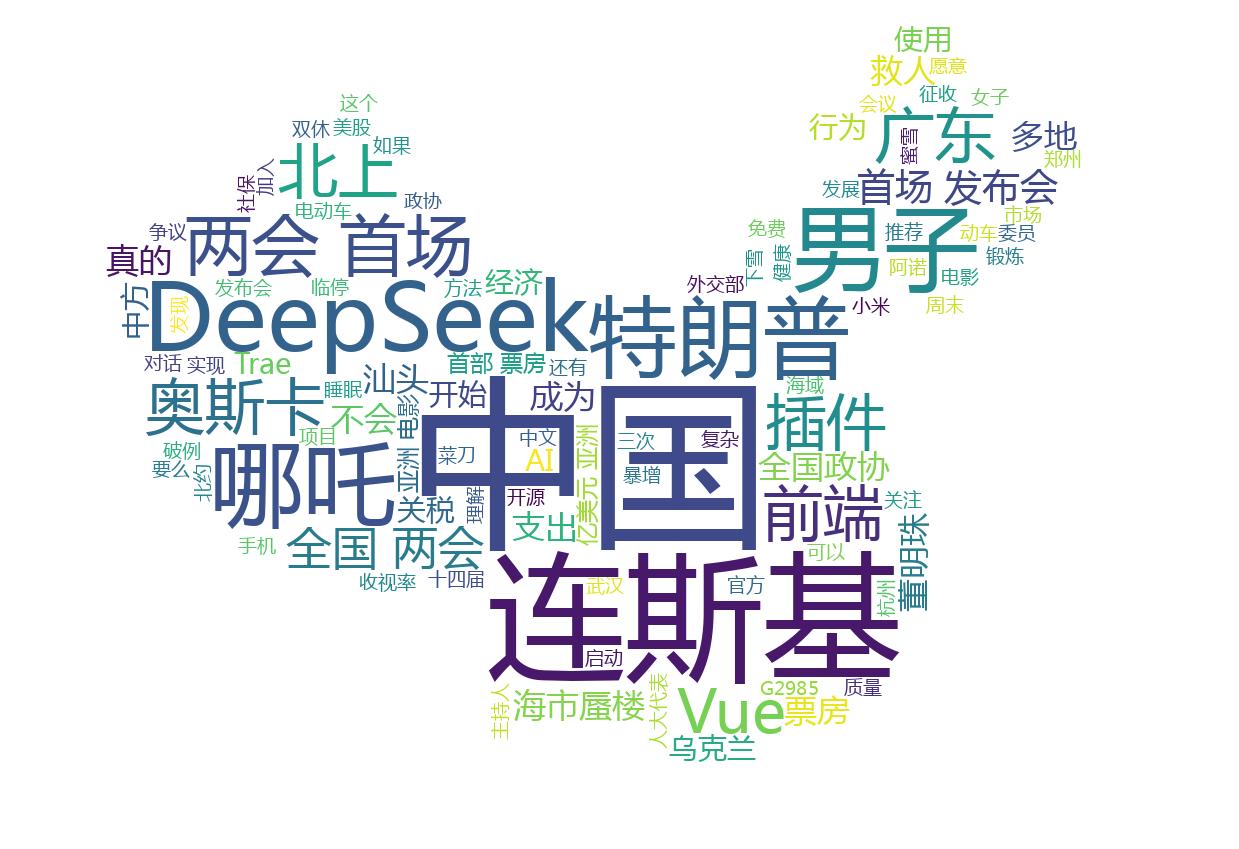 使用
救人
愿意
征收
女子
会议
这个
行为
广东
多地
双休
美股
蜜雪
如果
郑州
北上
加入
社保
发展
首场 发布会
政协
电动车
市场
争议
两会 首场
免费
男子
推荐
动车
委员
真的
下雪
健康
阿诺
电影
锻炼
外交部
经济
方法
发布会
临停
中方
发现
DeepSeek
特朗普
小米
周末
对话
实现
Trae
首部 票房
还有
汕头
睡眠
奥斯卡
开始
成为
海域
不会
电影
插件
项目
中国
中文
三次
复杂
破例
要么
北约
哪吒
亚洲
菜刀
AI
亿美元 亚洲
暴增
全国政协
关税
理解
开源
前端
关注
支出
全国 两会
手机
可以
董明珠
收视率
十四届
连斯基
武汉
官方
杭州
启动
主持人
海市蜃楼
人大代表
Vue
G2985
质量
票房
乌克兰